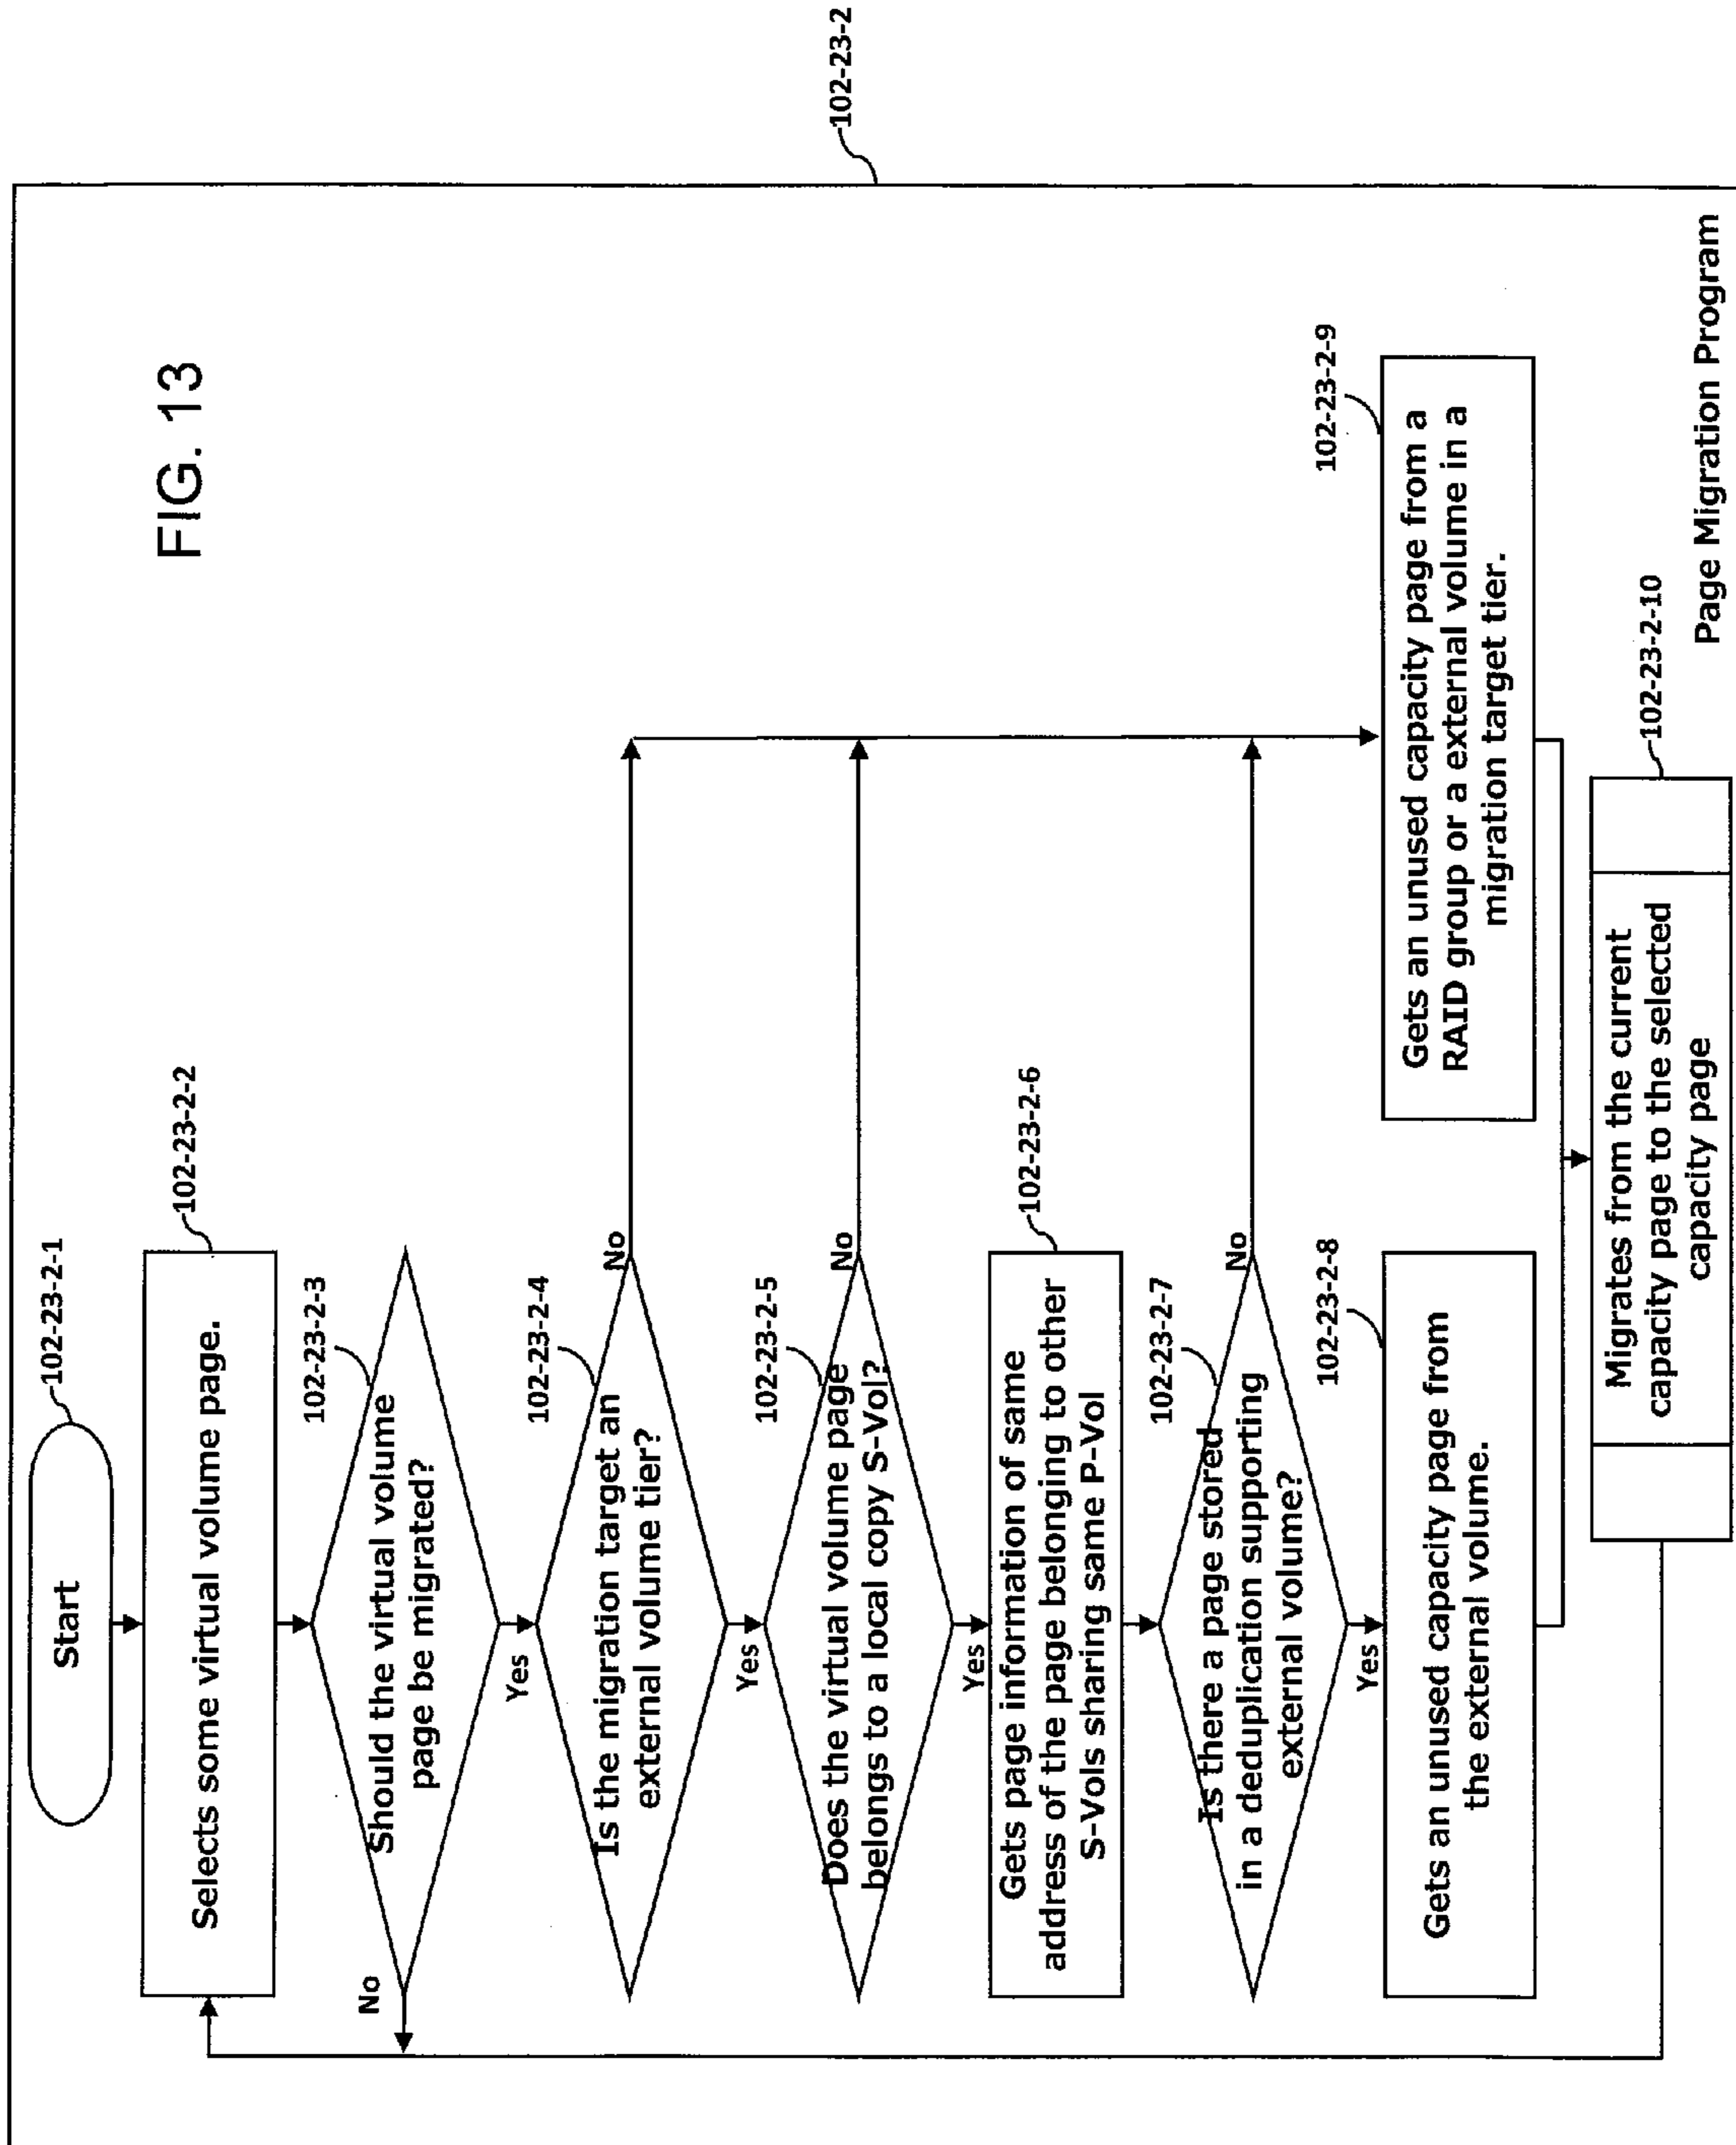 FIG. 13
102-23-2
Start
102-23-2-1
Selects some virtual volume page.
102-23-2-2
Should the virtual volume
page be migrated?
102-23-2-3
No
Yes
Is the migration target an
external volume tier?
102-23-2-4
No
Yes
Does the virtual volume page
belongs to a local copy S-Vol?
102-23-2-5
No
Yes
Gets page information of same
address of the page belonging to other
S-Vols sharing same P-Vol
102-23-2-6
Is there a page stored
in a deduplication supporting
external volume?
102-23-2-7
No
Yes
Gets an unused capacity page from
the external volume.
102-23-2-8
Gets an unused capacity page from a
RAID group or a external volume in a
migration target tier.
102-23-2-9
Migrates from the current
capacity page to the selected
capacity page
102-23-2-10
Page Migration Program